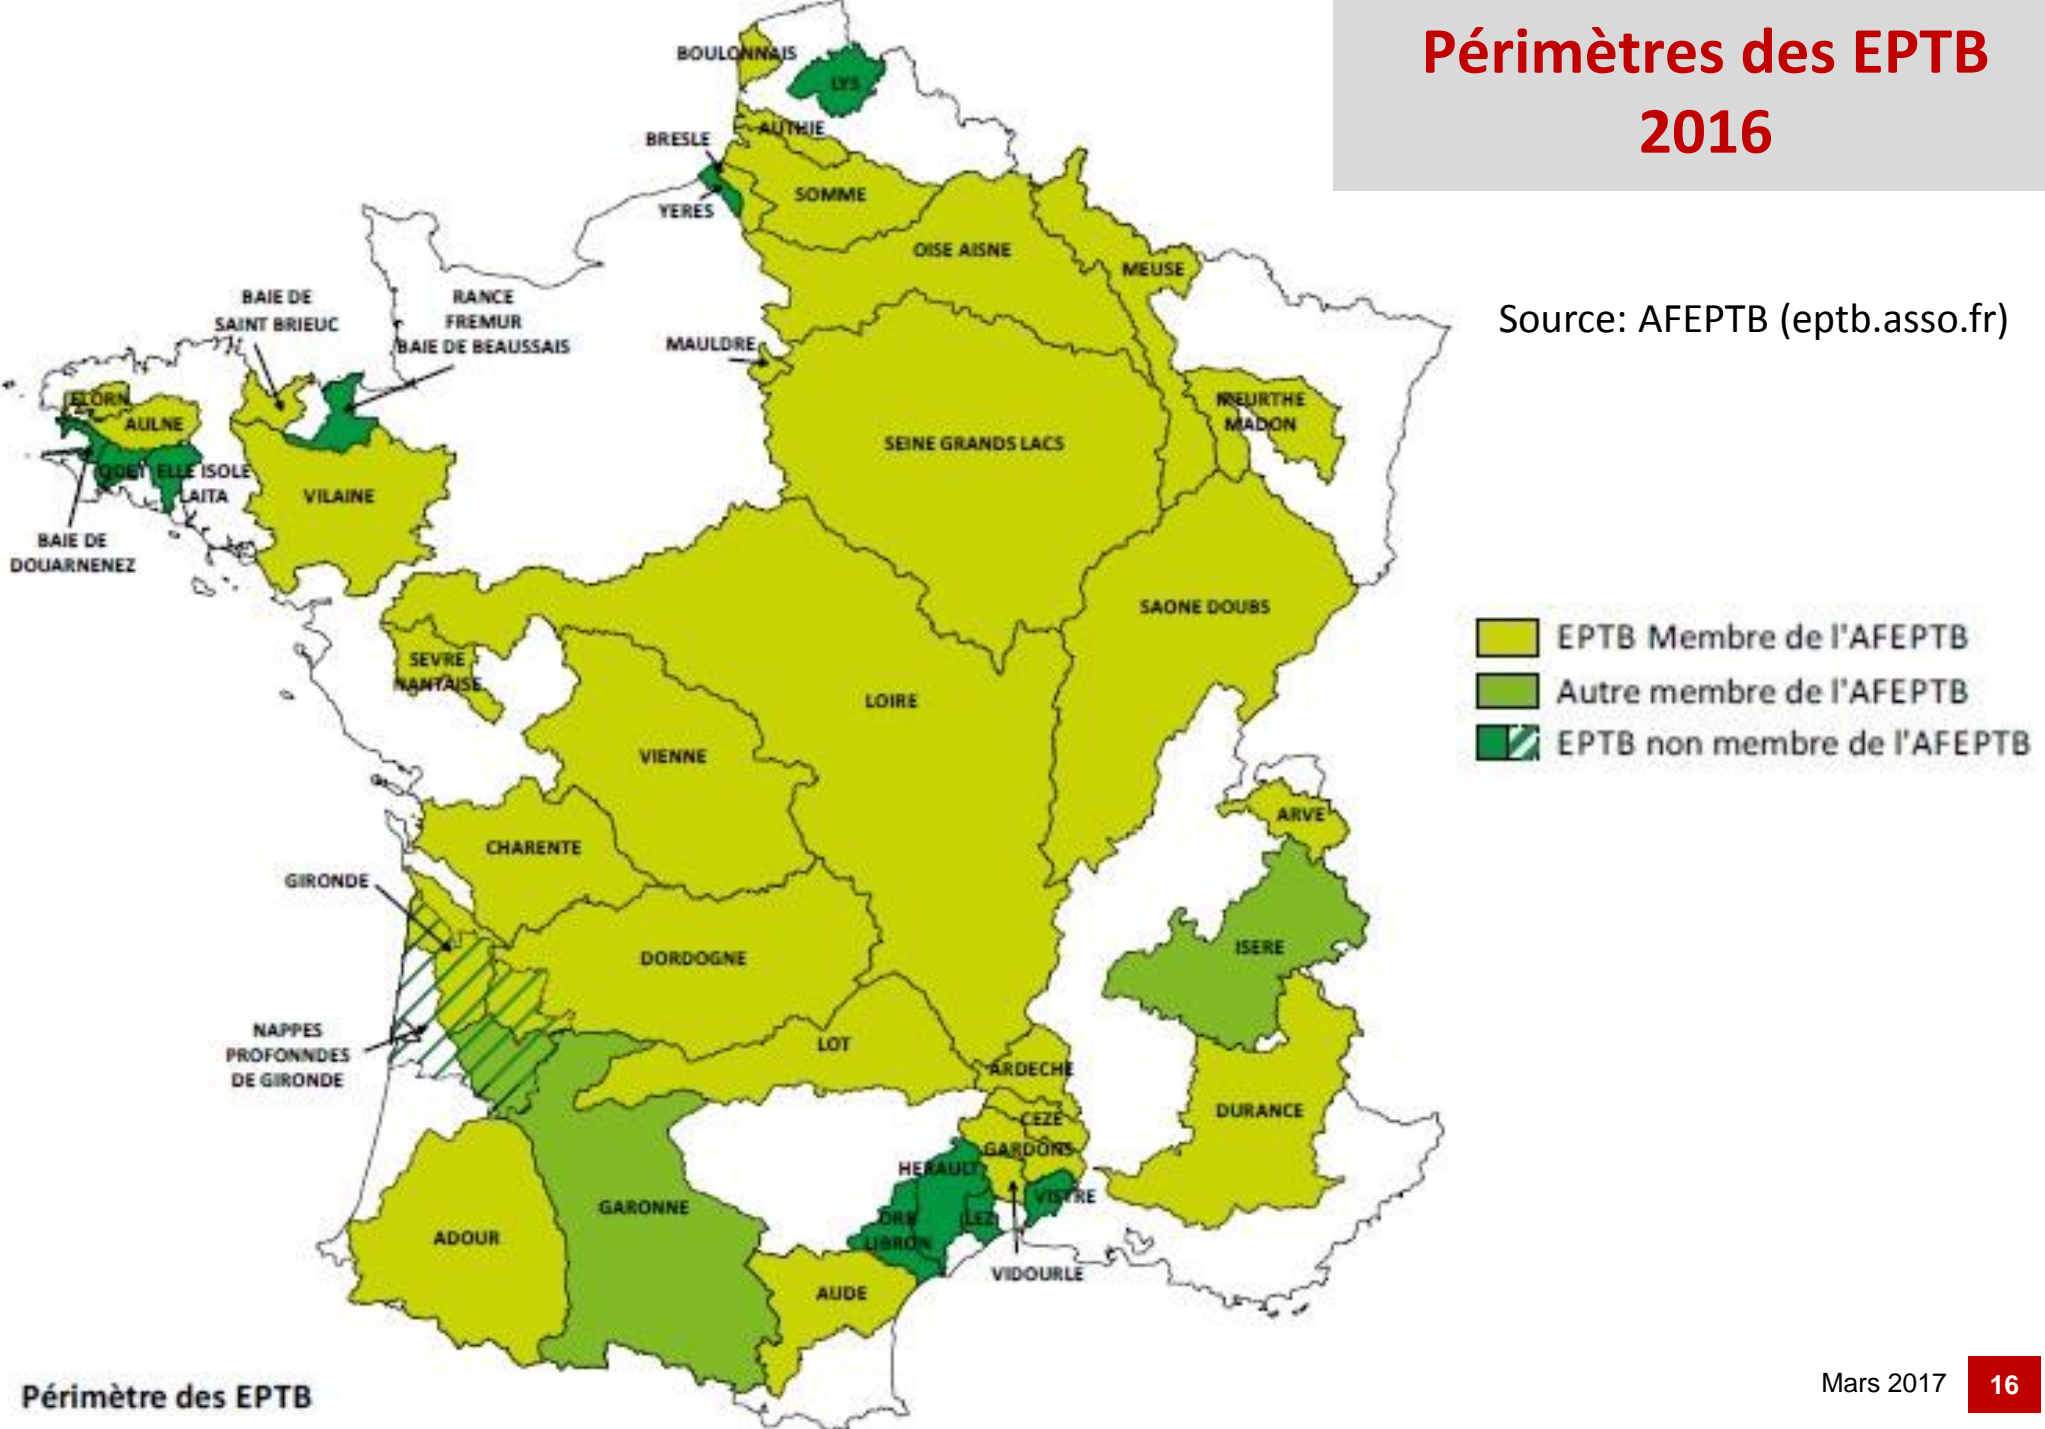 Périmètres des EPTB
2016
Source: AFEPTB (eptb.asso.fr)
BOULONNAIS
LYS
AUTHIE
BRESLE
SOMME
YERES
OISE AISNE
MEUSE
BAIE DE
SAINT BRIEUC
RANCE
FREMUR
BAIE DE BEAUSSAIS
MAULDRE
ELORN
AULNE
MEURTHE
MADON
SEINE GRANDS LACS
ODET
ELLE ISOLE
LAITA
VILAINE
BAIE DE
DOUARNENEZ
SAONE DOUBS
EPTB Membre de l'AFEPTB
Autre membre de l'AFEPTB
EPTB non membre de l'AFEPTB
SEVRE
NANTAISE
LOIRE
VIENNE
ARVE
CHARENTE
GIRONDE
ISERE
DORDOGNE
NAPPES
PROFONNDES
DE GIRONDE
LOT
ARDECHE
CEZE
DURANCE
GARDONS
HERAULT
VISTRE
GARONNE
ORB
LIBRON
LEZ
ADOUR
VIDOURLE
AUDE
Périmètre des EPTB
Mars 2017
16